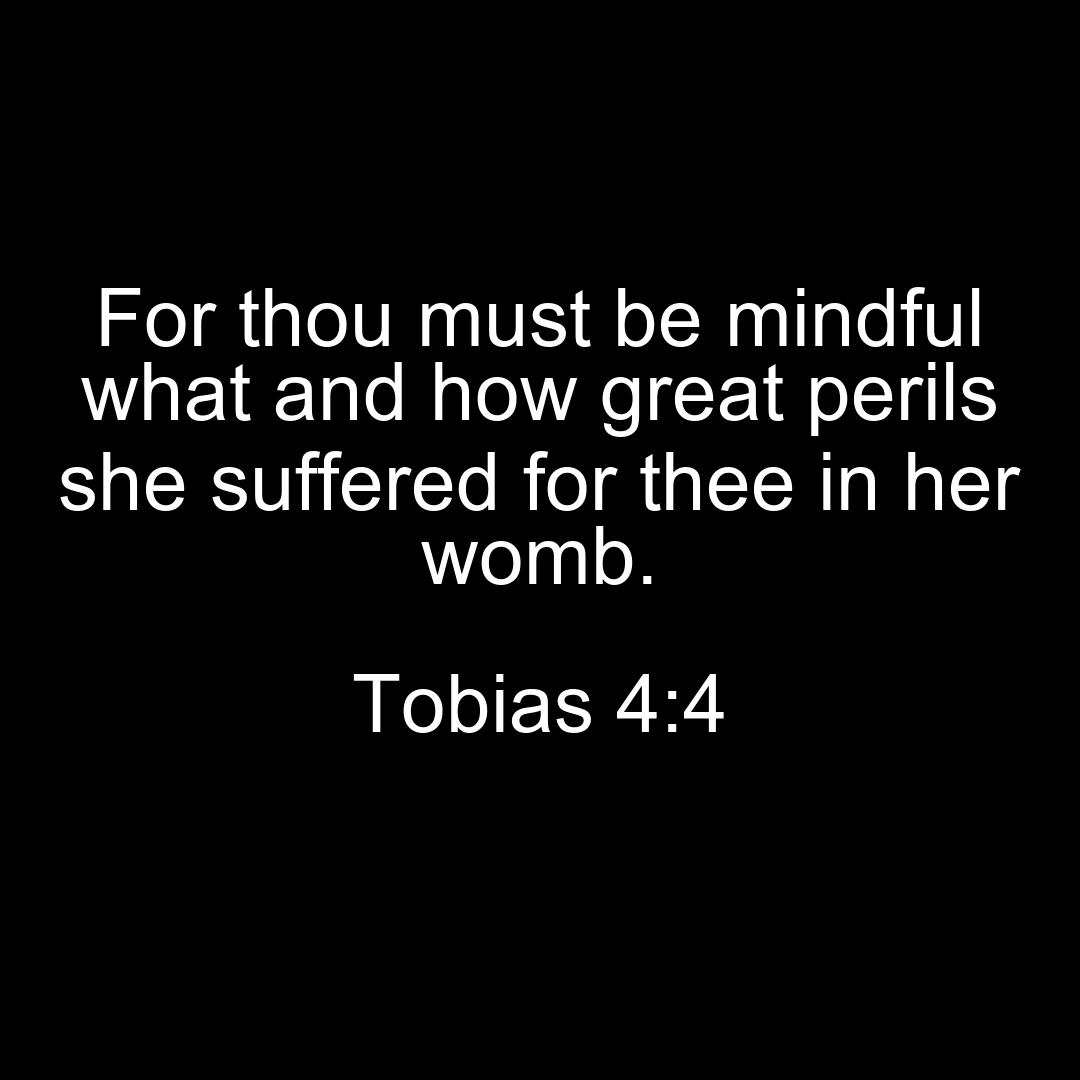 For thou must be mindful
what and how great perils
she suffered for thee in her
womb.
Tobias 4:4